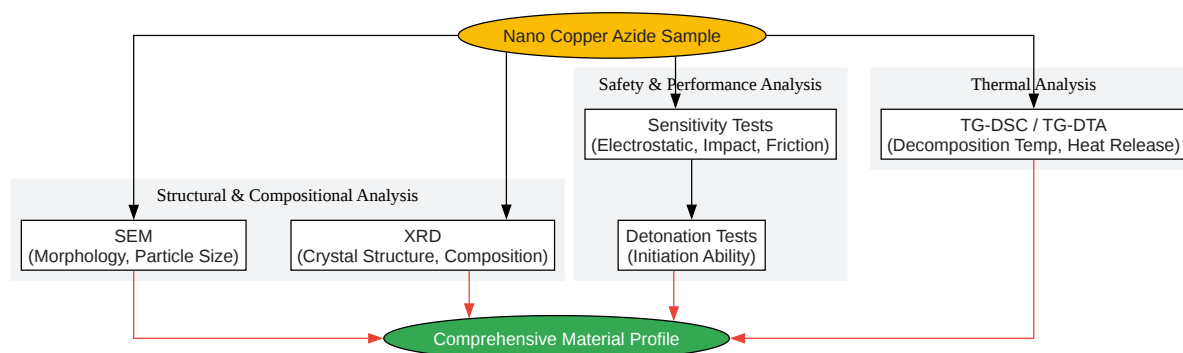 Nano Copper Azide Sample
Safety & Performance Analysis
Thermal Analysis
Sensitivity Tests
(Electrostatic, Impact, Friction)
TG-DSC / TG-DTA
(Decomposition Temp, Heat Release)
Structural & Compositional Analysis
SEM
(Morphology, Particle Size)
XRD
(Crystal Structure, Composition)
Detonation Tests
(Initiation Ability)
Comprehensive Material Profile